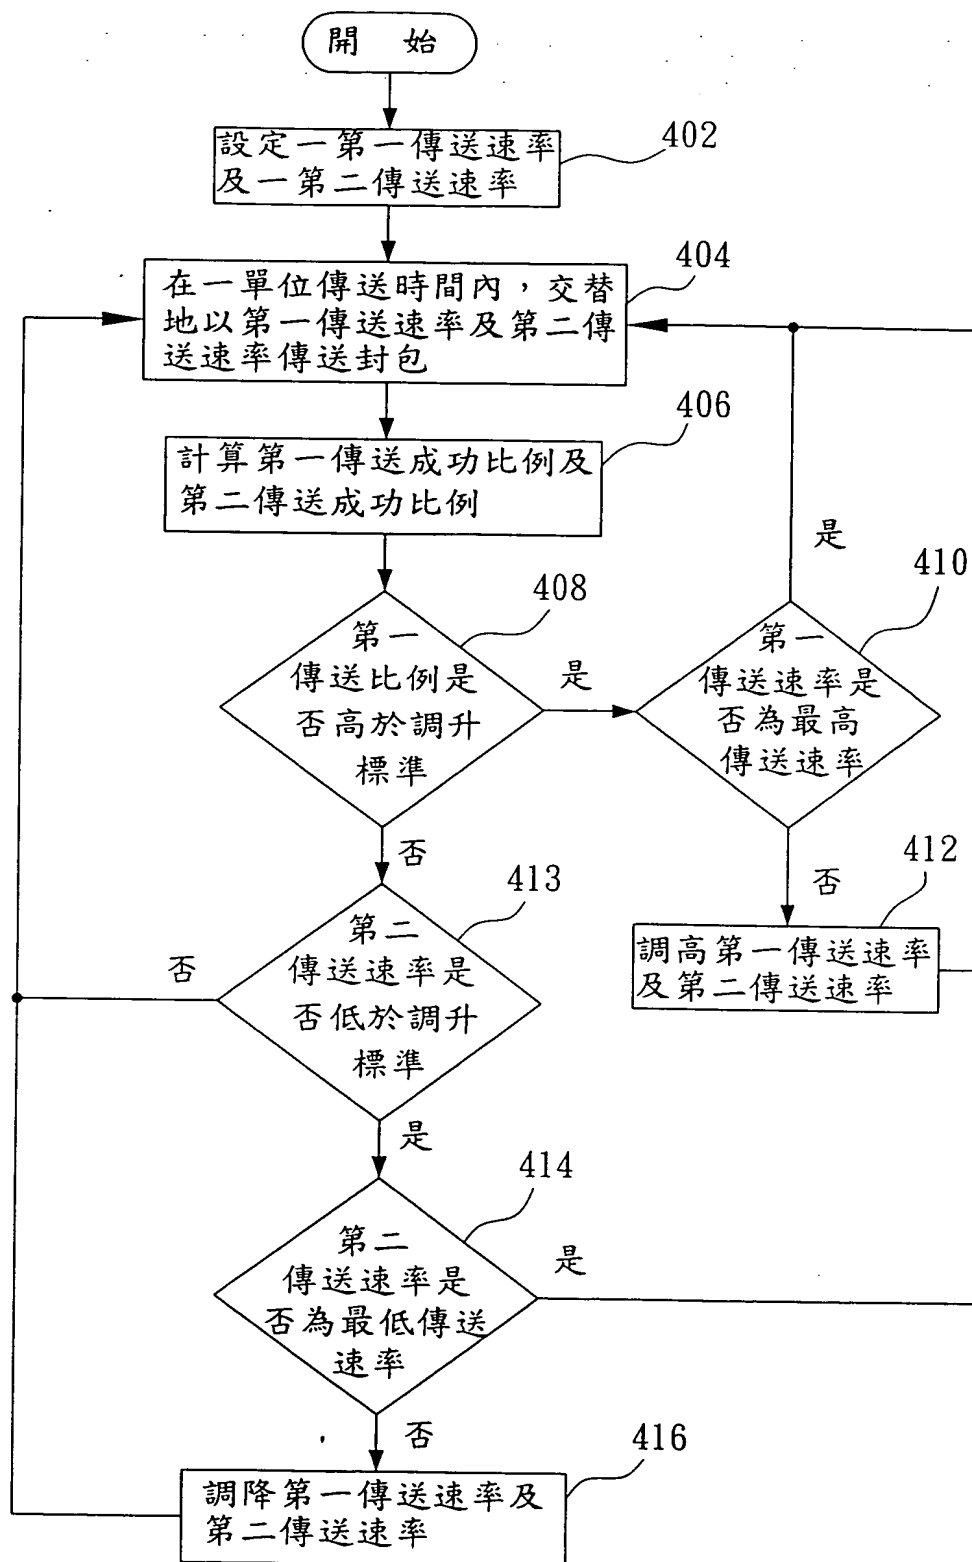 開 始
設定一第一傳送速率
及一第二傳送速率
402
在一單位傳送時間內，交替
地以第一傳送速率及第二傳
送速率傳送封包
404
計算第一傳送成功比例及
第二傳送成功比例
406
第一
傳送比例是
否高於調升
標準
408
是
第一
傳送速率是
否為最高
傳送速率
410
是
否
調高第一傳送速率
及第二傳送速率
412
否
第二
傳送速率是
否低於調升
標準
413
否
是
第二
傳送速率是
否為最低傳送
速率
414
是
否
調降第一傳送速率及
第二傳送速率
416